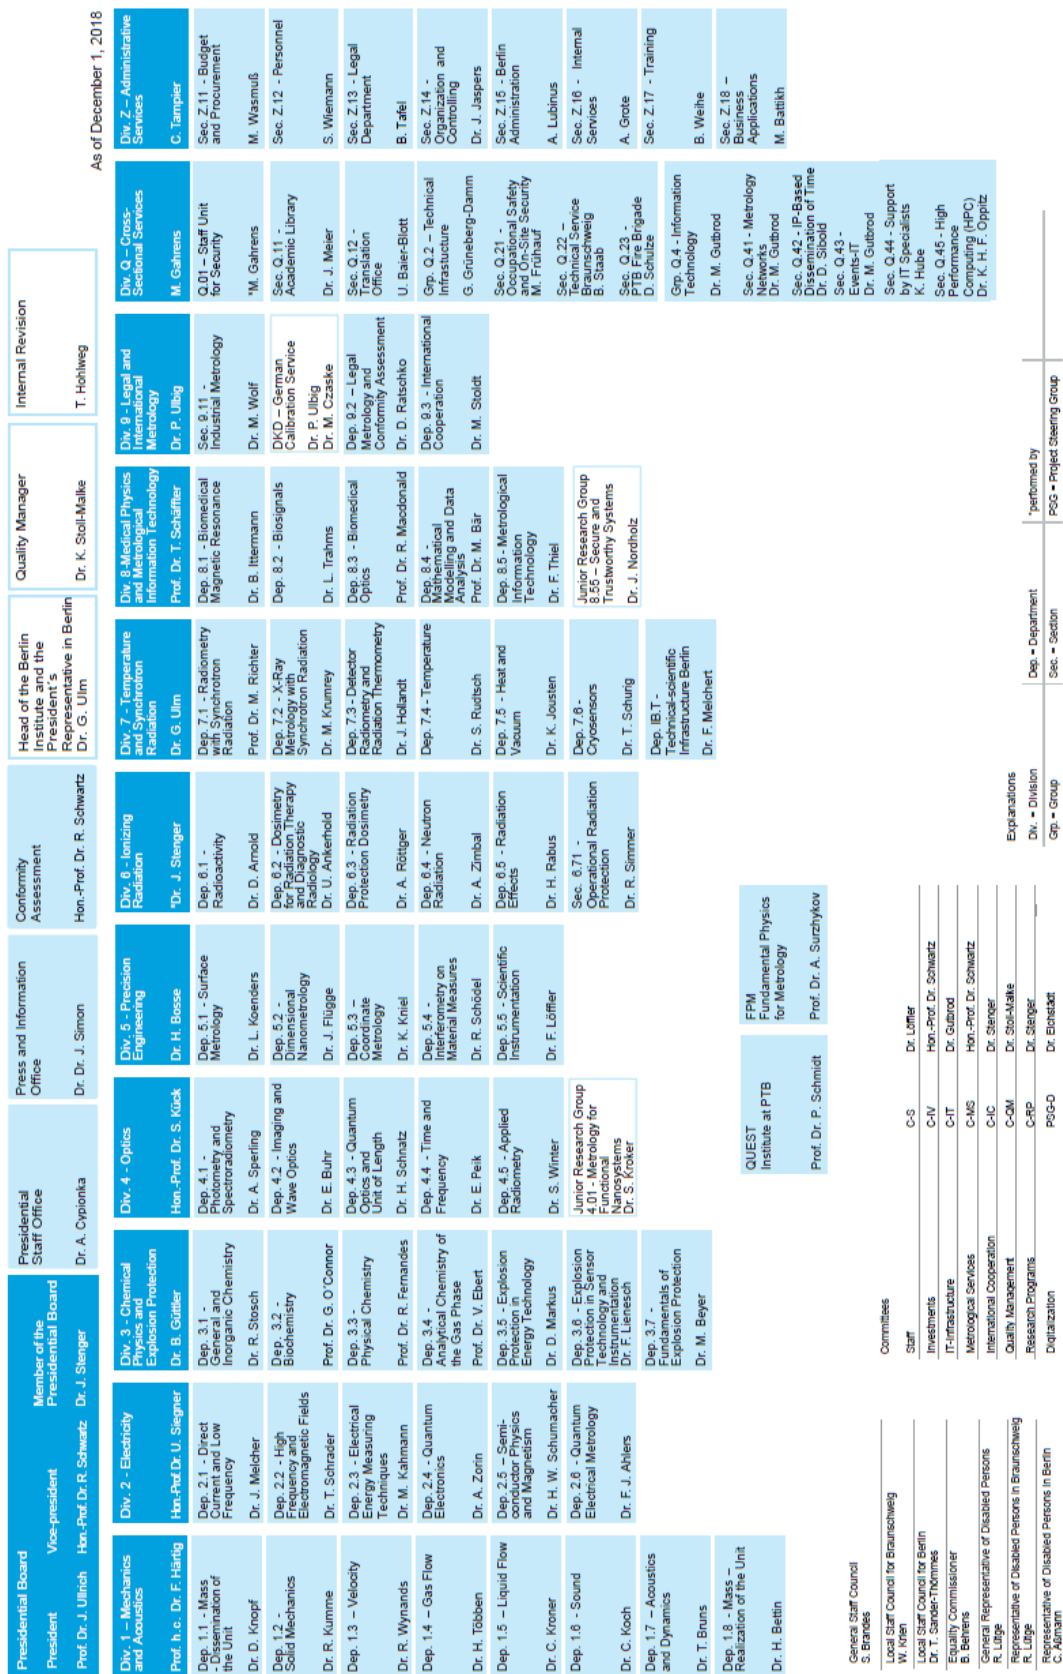 As of December 1, 2018
Presidential Board
President
Vice-president
Member of the
Presidential Board
Prof. Dr. J. Ullrich
Hon.-Prof. Dr. R. Schwartz
Dr. J. Stenger
Presidential
Staff Office
Dr. A. Cypionka
Press and Information
Office
Dr. Dr. J. Simon
Conformity
Assessment
Hon.-Prof. Dr. R. Schwartz
Head of the Berlin
Institute and the
President´s
Representative in Berlin
Dr. G. Ulm
Quality Manager
Dr. K. Stoll-Malke
Internal Revision
T. Hohlweg
Div. 1 – Mechanics
and Acoustics
Prof. h.c. Dr. F. Härtig
Dep. 1.1 - Mass
- Dissemination of
the Unit
Dr. D. Knopf
Dep. 1.2 -
Solid Mechanics
Dr. R. Kumme
Dep. 1.3 – Velocity
Dr. R. Wynands
Dep. 1.4 – Gas Flow
Dr. H. Többen
Dep. 1.5 – Liquid Flow
Dr. C. Kroner
Dep. 1.6 - Sound
Dr. C. Koch
Dep. 1.7 – Acoustics
and Dynamics
Dr. T. Bruns
Dep. 1.8 - Mass –
Realization of the Unit
Dr. H. Bettin
Div. 2 - Electricity
Hon-Prof.Dr. U. Siegner
Dep. 2.1 - Direct
Current and Low
Frequency
Dr. J. Melcher
Dep. 2.2 - High
Frequency and
Electromagnetic Fields
Dr. T. Schrader
Dep. 2.3 - Electrical
Energy Measuring
Techniques
Dr. M. Kahmann
Dep. 2.4 - Quantum
Electronics
Dr. A. Zorin
Dep. 2.5 – Semi-
conductor Physics
and Magnetism
Dr. H. W. Schumacher
Dep. 2.6 - Quantum
Electrical Metrology
Dr. F. J. Ahlers
Div. 3 - Chemical
Physics and
Explosion Protection
Dr. B. Güttler
Dep. 3.1 -
General and
Inorganic Chemistry
Dr. R. Stosch
Dep. 3.2 -
Biochemistry
Prof. Dr. G. O'Connor
Dep. 3.3 -
Physical Chemistry
Prof. Dr. R. Fernandes
Dep. 3.4 -
Analytical Chemistry of
the Gas Phase
Prof. Dr. V. Ebert
Dep. 3.5 - Explosion
Protection in
Energy Technology
Dr. D. Markus
Dep. 3.6 - Explosion
Protection in Sensor
Technology and
Instrumentation
Dr. F. Lienesch
Dep. 3.7 -
Fundamentals of
Explosion Protection
Dr. M. Beyer
Div. 4 - Optics
Hon.-Prof. Dr. S. Kück
Dep. 4.1 -
Photometry and
Spectroradiometry
Dr. A. Sperling
Dep. 4.2 - Imaging and
Wave Optics
Dr. E. Buhr
Dep. 4.3 - Quantum
Optics and
Unit of Length
Dr. H. Schnatz
Dep. 4.4 - Time and
Frequency
Dr. E. Peik
Dep. 4.5 - Applied
Radiometry
Dr. S. Winter
Junior Research Group
4.01 - Metrology for
Functional
Nanosystems
Dr. S. Kroker
Div. 5 - Precision
Engineering
Dr. H. Bosse
Dep. 5.1 - Surface
Metrology
Dr. L. Koenders
Dep. 5.2 -
Dimensional
Nanometrology
Dr. J. Flügge
Dep. 5.3 –
Coordinate
Metrology
Dr. K. Kniel
Dep. 5.4 -
Interferometry on
Material Measures
Dr. R. Schödel
Dep. 5.5 - Scientific
Instrumentation
Dr. F. Löffler
Div. 6 - Ionizing
Radiation
*Dr. J. Stenger
Dep. 6.1 -
Radioactivity
Dr. D. Arnold
Dep. 6.2 - Dosimetry
for Radiation Therapy
and Diagnostic
Radiology
Dr. U. Ankerhold
Dep. 6.3 - Radiation
Protection Dosimetry
Dr. A. Röttger
Dep. 6.4 - Neutron
Radiation
Dr. A. Zimbal
Dep. 6.5 - Radiation
Effects
Dr. H. Rabus
Sec. 6.71 -
Operational Radiation
Protection
Dr. R. Simmer
Div. 7 - Temperature
and Synchrotron
Radiation
Dr. G. Ulm
Dep. 7.1 - Radiometry
with Synchrotron
Radiation
Prof. Dr. M. Richter
Dep. 7.2 - X-Ray
Metrology with
Synchrotron Radiation
Dr. M. Krumrey
Dep. 7.3 - Detector
Radiometry and
Radiation Thermometry
Dr. J. Hollandt
Dep. 7.4 - Temperature
Dr. S. Rudtsch
Dep. 7.5 - Heat and
Vacuum
Dr. K. Jousten
Dep. 7.6 -
Cryosensors
Dr. T. Schurig
Dep. IB.T -
Technical-scientific
Infrastructure Berlin
Dr. F. Melchert
Div. 8-Medical Physics
and Metrological
Information Technology
Prof. Dr. T. Schäffter
Dep. 8.1 - Biomedical
Magnetic Resonance
Dr. B. Ittermann
Dep. 8.2 - Biosignals
Dr. L. Trahms
Dep. 8.3 - Biomedical
Optics
Prof. Dr. R. Macdonald
Dep. 8.4 -
Mathematical
Modelling and Data
Analysis
Prof. Dr. M. Bär
Dep. 8.5 - Metrological
Information
Technology
Dr. F. Thiel
Junior Research Group
8.55 – Secure and
Trustworthy Systems
Dr. J. Nordholz
Div. 9 - Legal and
International
Metrology
Dr. P. Ulbig
Sec. 9.11 -
Industrial Metrology
Dr. M. Wolf
DKD – German
Calibration Service
Dr. P. Ulbig
Dr. M. Czaske
Dep. 9.2 – Legal
Metrology and
Conformity Assessment
Dr. D. Ratschko
Dep. 9.3 - International
Cooperation
Dr. M. Stoldt
Div. Q – Cross-
Sectional Services
M. Gahrens
Q.01 – Staff Unit
for Security
*M. Gahrens
Sec. Q.11 -
Academic Library
Dr. J. Meier
Sec. Q.12 -
Translation
Office
U. Baier-Blott
Grp. Q.2 – Technical
Infrastucture
G. Grüneberg-Damm
Sec. Q.21 -
Occupational Safety
and On-Site Security
M. Frühauf
Sec. Q.22 –
Technical Service
Braunschweig
B. Staab
Sec. Q.23 -
PTB Fire Brigade
D. Schulze
Grp. Q.4 - Information
Technology
Dr. M. Gutbrod
Sec. Q.41 - Metrology
Networks
Dr. M. Gutbrod
Sec. Q.42 - IP-Based
Dissemination of Time
Dr. D. Sibold
Sec. Q.43 -
Events-IT
Dr. M. Gutbrod
Sec. Q.44 - Support
by IT Specialists
K. Hube
Sec. Q.45 - High
Performance
Computing (HPC)
Dr. K. H. F. Oppitz
Div. Z – Administrative
Services
C. Tampier
Sec. Z.11 - Budget
and Procurement
M. Wasmuß
Sec. Z.12 - Personnel
S. Wiemann
Sec. Z.13 - Legal
Department
B. Tafel
Sec. Z.14 -
Organization and
Controlling
Dr. J. Jaspers
Sec. Z.15 - Berlin
Administration
A. Lubinus
Sec. Z.16 - Internal
Services
A. Grote
Sec. Z.17 - Training
B. Weihe
Sec. Z.18 –
Business
Applications
M. Battikh
QUEST
Institute at PTB
Prof. Dr. P. Schmidt
FPM
Fundamental Physics
for Metrology
Prof. Dr. A. Surzhykov
General Staff Council
S. Brandes
Local Staff Council for Braunschweig
W. Krien
Local Staff Council for Berlin
Dr. T. Sander-Thömmes
Equality Commissioner
B. Behrens
General Representative of Disabled Persons
R. Lüttge
Representative of Disabled Persons in Braunschweig
R. Lüttge
Representative of Disabled Persons in Berlin
R. Aßmann
Committees
Staff C-S Dr. Löffler
Investments C-IV Hon.-Prof. Dr. Schwartz
IT-Infrastructure C-IT Dr. Gutbrod
Metrological Services C-MS Hon.-Prof. Dr. Schwartz
International Cooperation C-IC Dr. Stenger
Quality Management C-QM Dr. Stoll-Malke
Research Programs C-RP Dr. Stenger
Digitalization PSG-D Dr. Eichstädt
Explanations
Div. = Division Dep. = Department *performed by
Grp. = Group Sec. = Section PSG = Project Steering Group